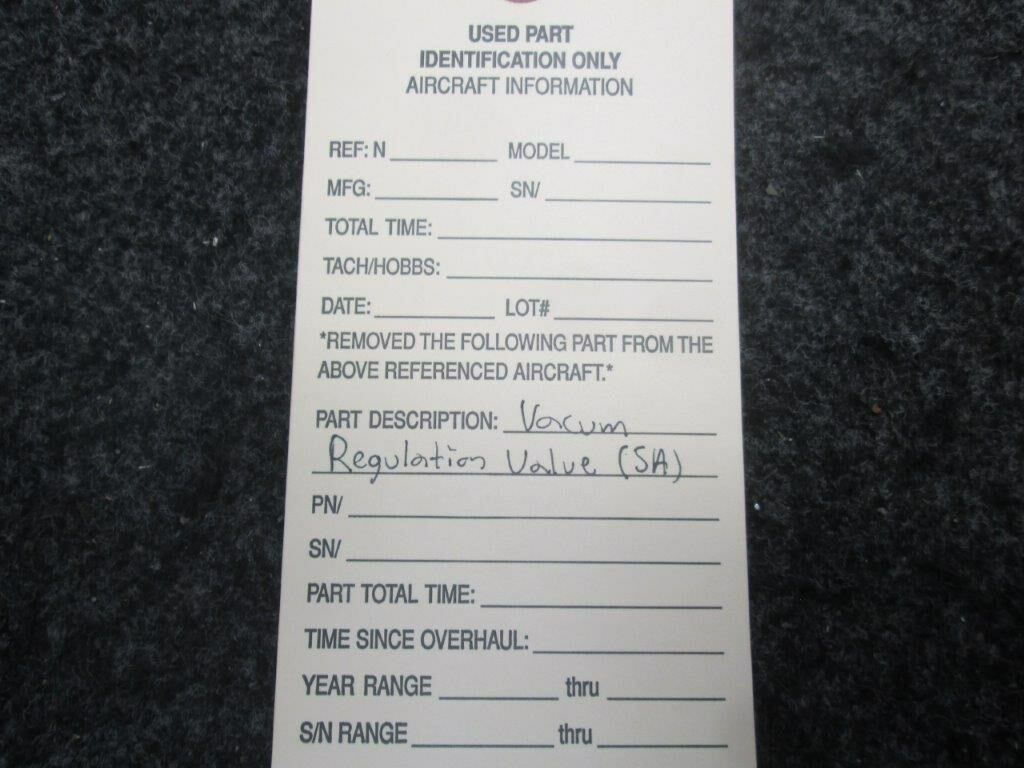 USED PART
IDENTIFICATION ONLY
AIRCRAFT INFORMATION
REF: N MODEL
MFG: SN/
TOTAL TIME:
TACH/HOBBS:
DATE: LOT#
*REMOVED THE FOLLOWING PART FROM THE
ABOVE REFERENCED AIRCRAFT.*
PART DESCRIPTION: Vacum
Regulation Valve (SA)
PN/
SN/
PART TOTAL TIME:
TIME SINCE OVERHAUL:
YEAR RANGE thru
S/N RANGE thru